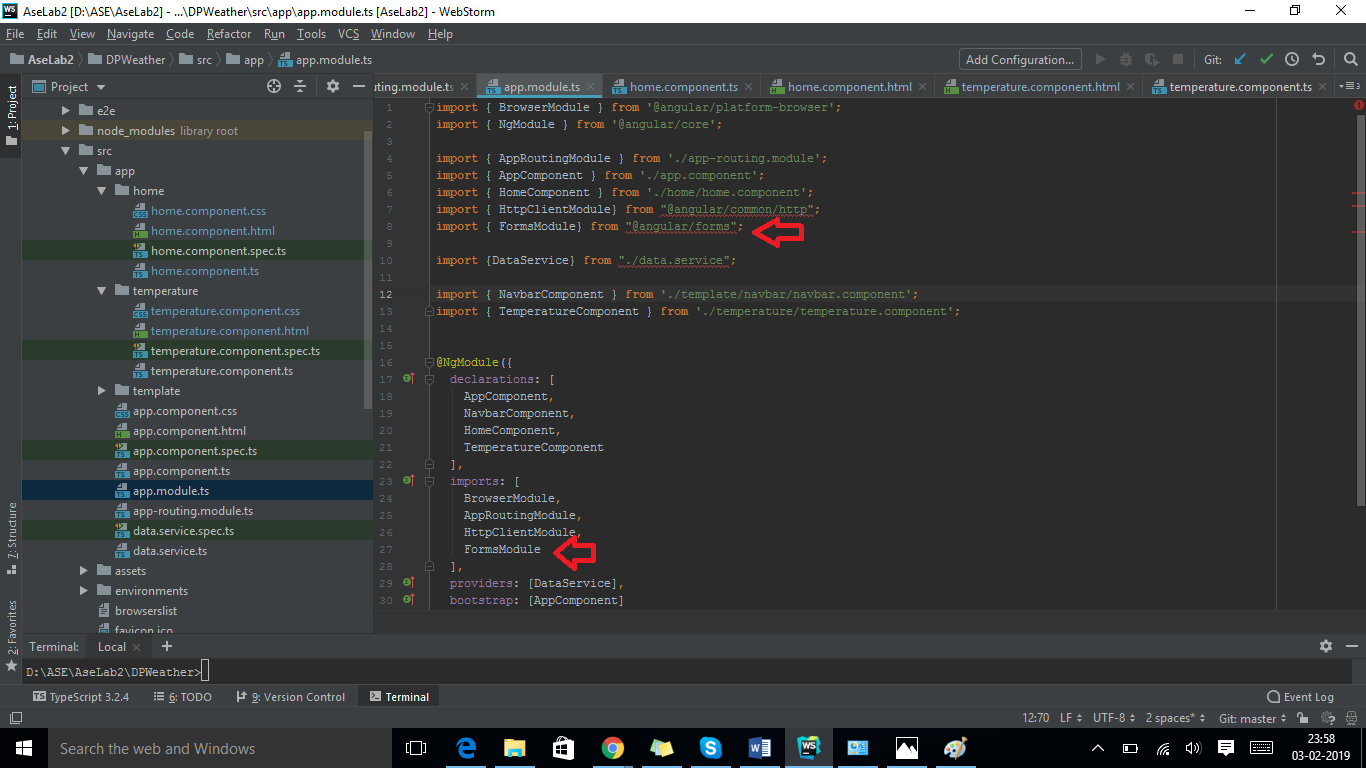 AseLab2 [D:\ASE\AseLab2] - ...\DPWeather\src\app\app.module.ts [AseLab2] - WebStorm
File Edit View Navigate Code Refactor Run Tools VCS Window Help
AseLab2 DPWeather src app app.module.ts Add Configuration... Git:
Project uting.module.ts app.module.ts home.component.ts home.component.html temperature.component.html temperature.component.ts
1: Project
e2e
node_modules library root
src
app
home
home.component.css
home.component.html
home.component.spec.ts
home.component.ts
temperature
temperature.component.css
temperature.component.html
temperature.component.spec.ts
temperature.component.ts
template
app.component.css
app.component.html
app.component.spec.ts
app.component.ts
app.module.ts
app-routing.module.ts
data.service.spec.ts
data.service.ts
assets
environments
browserslist
favicon.ico
7: Structure
2: Favorites
1 import { BrowserModule } from '@angular/platform-browser';
2 import { NgModule } from '@angular/core';
3
4 import { AppRoutingModule } from './app-routing.module';
5 import { AppComponent } from './app.component';
6 import { HomeComponent } from './home/home.component';
7 import { HttpClientModule} from "@angular/common/http";
8 import { FormsModule} from "@angular/forms";
9
10 import {DataService} from "./data.service";
11
12 import { NavbarComponent } from './template/navbar/navbar.component';
13 import { TemperatureComponent } from './temperature/temperature.component';
14
15
16 @NgModule({
17 declarations: [
18 AppComponent,
19 NavbarComponent,
20 HomeComponent,
21 TemperatureComponent
22 ],
23 imports: [
24 BrowserModule,
25 AppRoutingModule,
26 HttpClientModule,
27 FormsModule
28 ],
29 providers: [DataService],
30 bootstrap: [AppComponent]
Terminal: Local
D:\ASE\AseLab2\DPWeather>
TypeScript 3.2.4 6: TODO 9: Version Control Terminal Event Log
12:70 LF UTF-8 2 spaces* Git: master
Search the web and Windows
23:58
03-02-2019